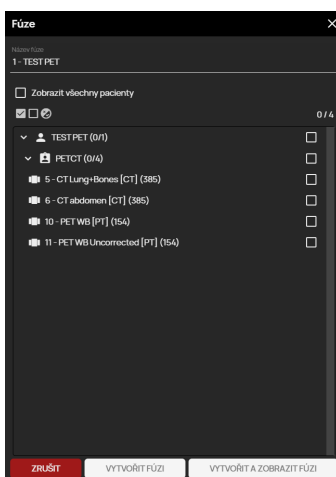 Fúze
Název fúze
1 - TEST PET
Zobrazit všechny pacienty
0 / 4
TEST PET (0/1)
PETCT (0/4)
5 - CT Lung+Bones [CT] (385)
6 - CT abdomen [CT] (385)
10 - PET WB [PT] (154)
11 - PET WB Uncorrected [PT] (154)
ZRUŠIT VYTVOŘIT FÚZI VYTVOŘIT A ZOBRAZIT FÚZI